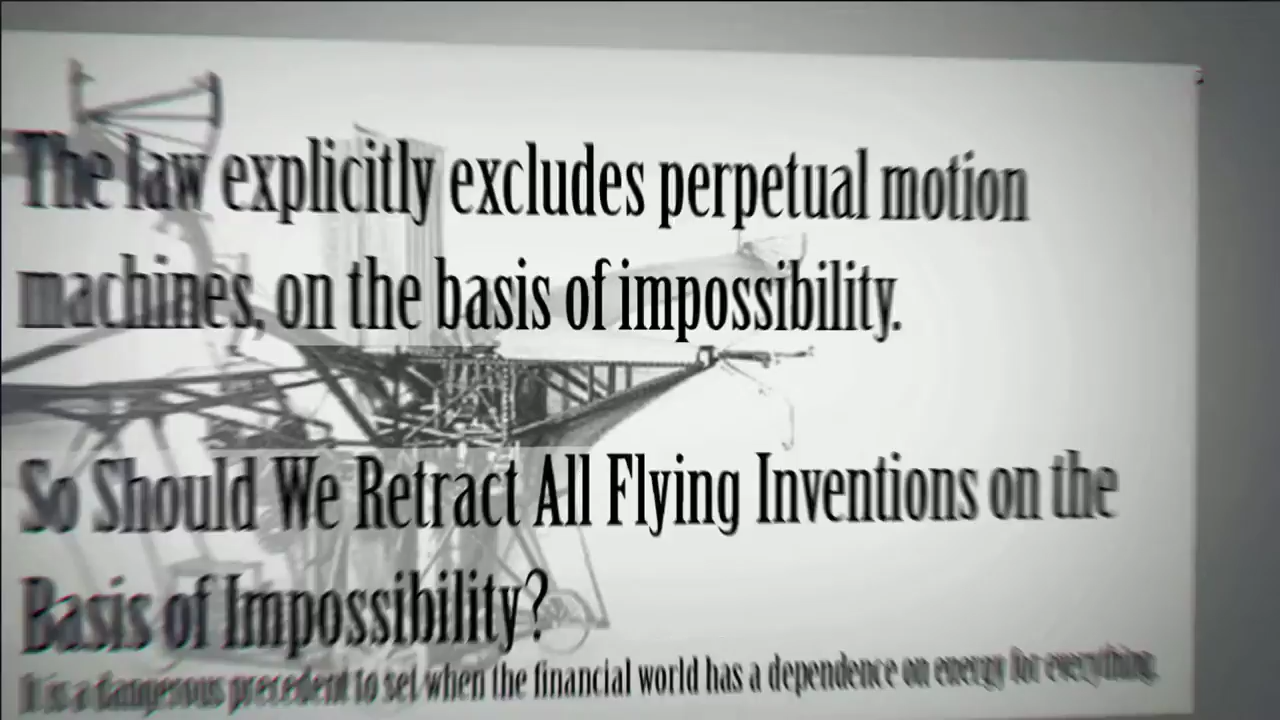 The law explicitly excludes perpetual motion
machines, on the basis of impossibility.
So Should We Retract All Flying Inventions on the
Basis of Impossibility?
It is a dangerous precedent to set when the financial world has a dependence on energy for everything.